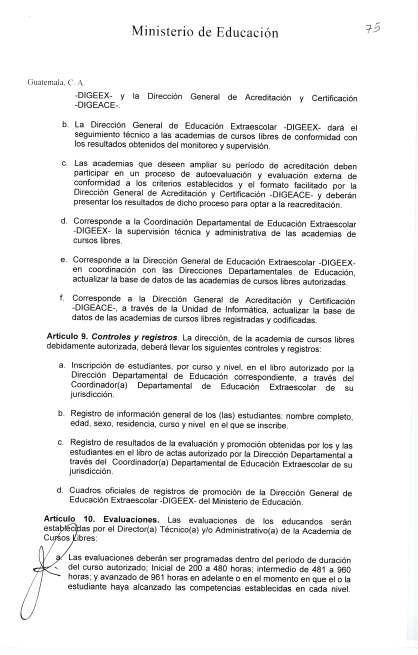 Ministerio de Educación
75
Guatemala, C. A.
-DIGEEX- y la Dirección General de Acreditación y Certificación
-DIGEACE-.
b. La Dirección General de Educación Extraescolar -DIGEEX- dará el
seguimiento técnico a las academias de cursos libres de conformidad con
los resultados obtenidos del monitoreo y supervisión.
c. Las academias que deseen ampliar su período de acreditación deben
participar en un proceso de autoevaluación y evaluación externa de
conformidad a los criterios establecidos y el formato facilitado por la
Dirección General de Acreditación y Certificación -DIGEACE- y deberán
presentar los resultados de dicho proceso para optar a la reacreditación.
d. Corresponde a la Coordinación Departamental de Educación Extraescolar
-DIGEEX- la supervisión técnica y administrativa de las academias de
cursos libres.
e. Corresponde a la Dirección General de Educación Extraescolar -DIGEEX-
en coordinación con las Direcciones Departamentales de Educación,
actualizar la base de datos de las academias de cursos libres autorizadas.
f. Corresponde a la Dirección General de Acreditación y Certificación
-DIGEACE-, a través de la Unidad de Informática, actualizar la base de
datos de las academias de cursos libres registradas y codificadas.
Artículo 9. Controles y registros. La dirección, de la academia de cursos libres
debidamente autorizada, deberá llevar los siguientes controles y registros:
a. Inscripción de estudiantes, por curso y nivel, en el libro autorizado por la
Dirección Departamental de Educación correspondiente, a través del
Coordinador(a) Departamental de Educación Extraescolar de su
jurisdicción.
b. Registro de información general de los (las) estudiantes: nombre completo,
edad, sexo, residencia, curso y nivel en el que se inscribe.
c. Registro de resultados de la evaluación y promoción obtenidas por los y las
estudiantes en el libro de actas autorizado por la Dirección Departamental a
través del Coordinador(a) Departamental de Educación Extraescolar de su
jurisdicción.
d. Cuadros oficiales de registros de promoción de la Dirección General de
Educación Extraescolar -DIGEEX- del Ministerio de Educación.
Artículo 10. Evaluaciones. Las evaluaciones de los educandos serán
establecidas por el Director(a) Técnico(a) y/o Administrativo(a) de la Academia de
Cursos Libres:
a. Las evaluaciones deberán ser programadas dentro del período de duración
del curso autorizado; Inicial de 200 a 480 horas; intermedio de 481 a 960
horas; y avanzado de 961 horas en adelante o en el momento en que el o la
estudiante haya alcanzado las competencias establecidas en cada nivel.